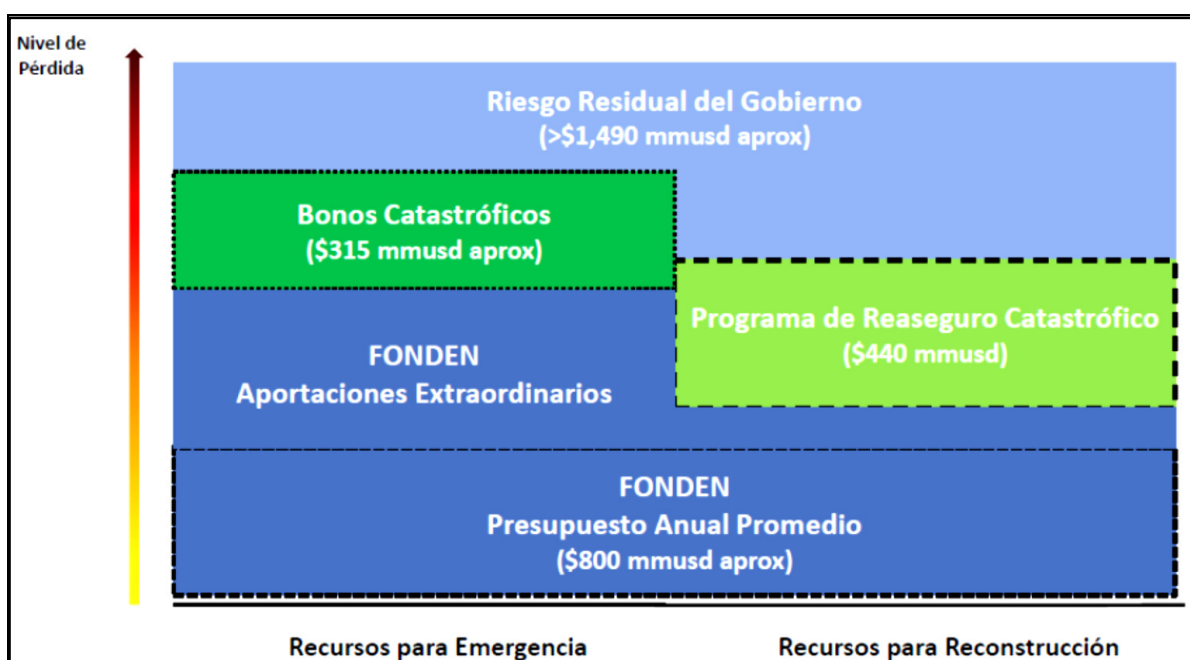 Nivel de
Pérdida
Riesgo Residual del Gobierno
(>$1,490 mmusd aprox)
Bonos Catastróficos
($315 mmusd aprox)
Programa de Reaseguro Catastrófico
($440 mmusd)
FONDEN
Aportaciones Extraordinarios
FONDEN
Presupuesto Anual Promedio
($800 mmusd aprox)
Recursos para Emergencia
Recursos para Reconstrucción